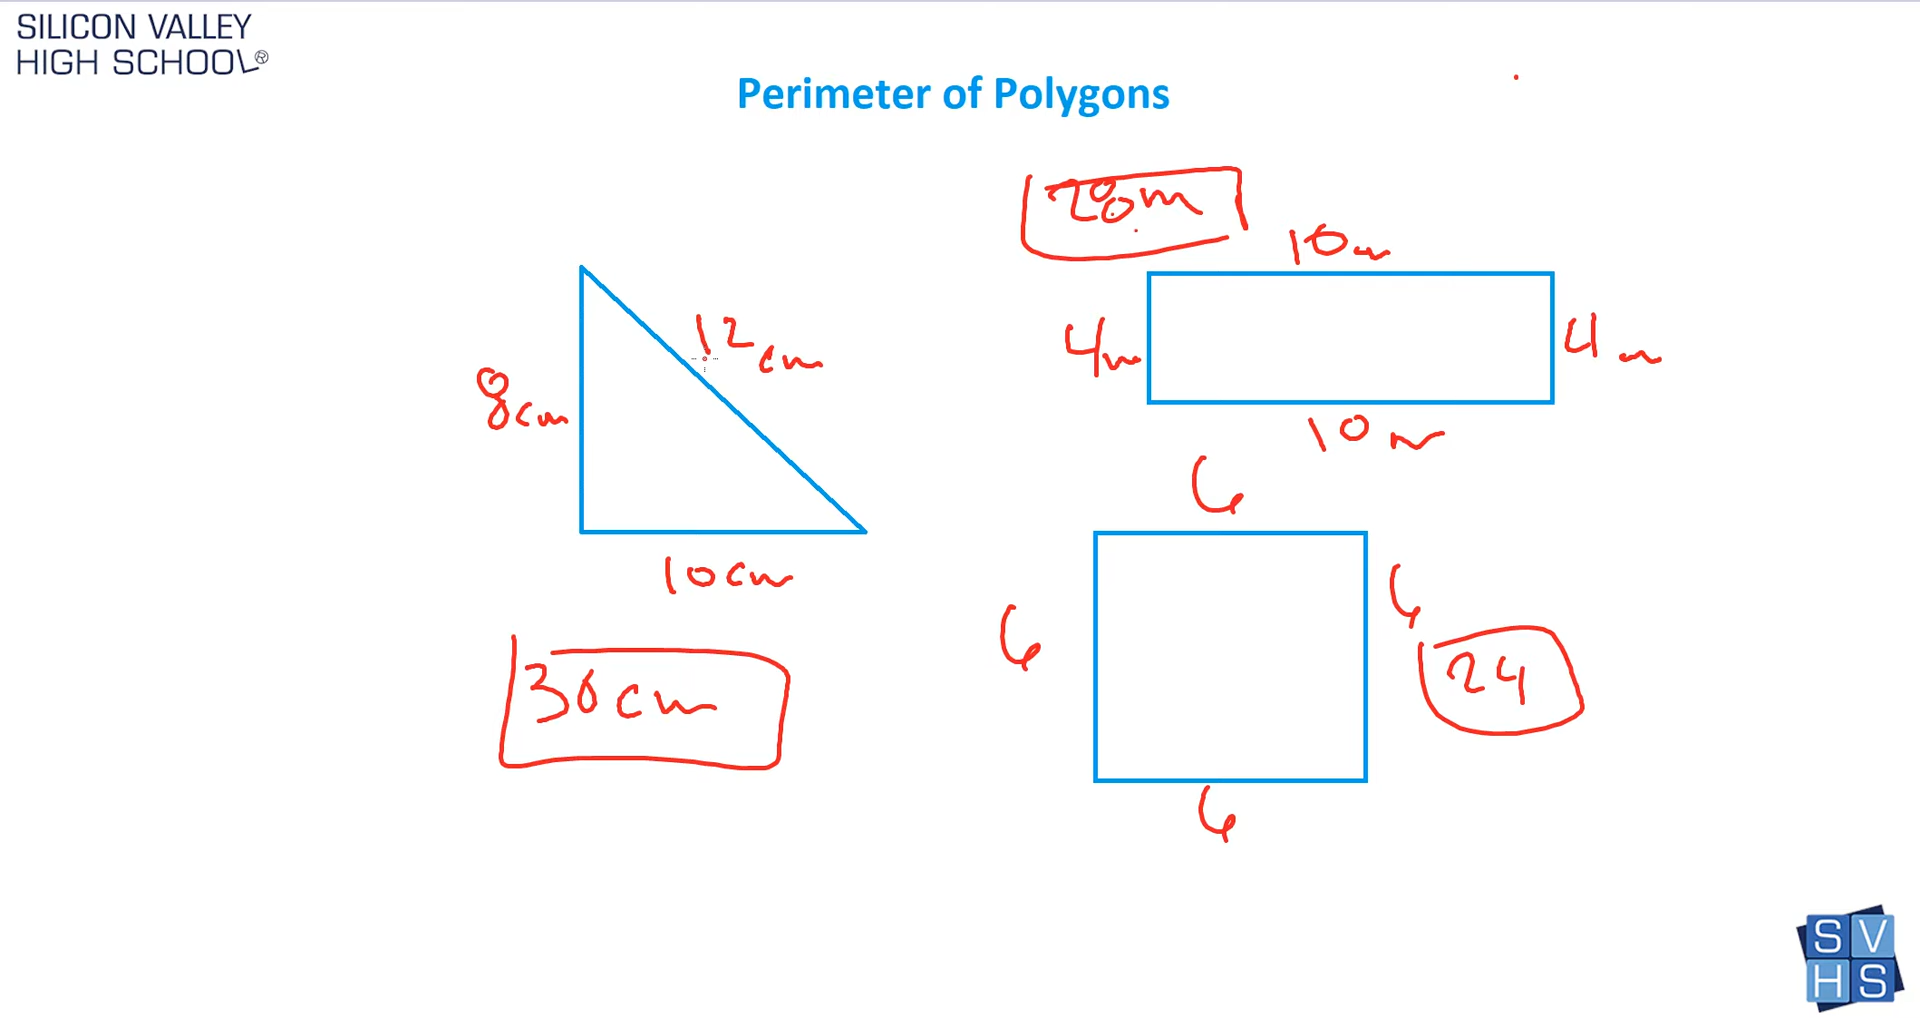 SILICON VALLEY
HIGH SCHOOL®
Perimeter of Polygons
28m
10m
12cm
4m
4m
8cm
10m
6
10cm
6
6
30cm
24
6
S V
H S